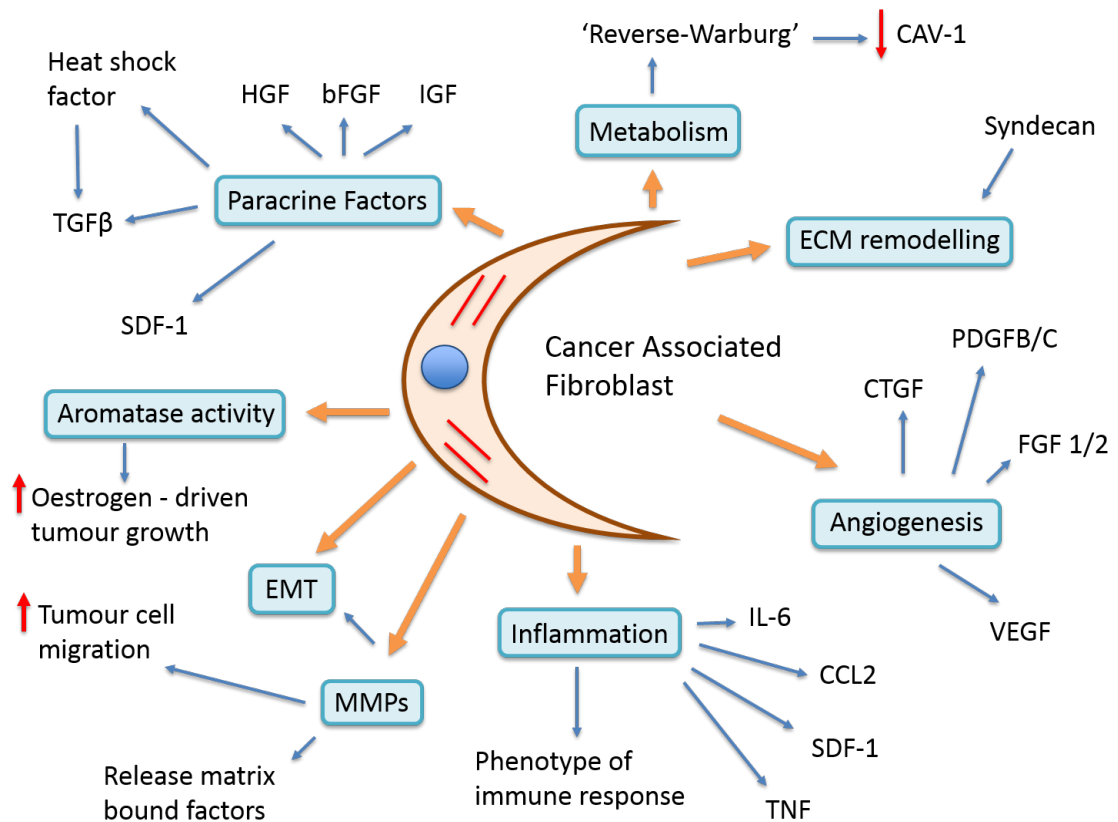 ‘Reverse-Warburg’
CAV-1
Heat shock
factor
HGF
bFGF
IGF
Metabolism
Syndecan
Paracrine Factors
TGFβ
ECM remodelling
SDF-1
Cancer Associated
Fibroblast
PDGFB/C
CTGF
Aromatase activity
FGF 1/2
Oestrogen - driven
tumour growth
Angiogenesis
EMT
Tumour cell
migration
Inflammation
IL-6
VEGF
CCL2
MMPs
SDF-1
Release matrix
bound factors
Phenotype of
immune response
TNF